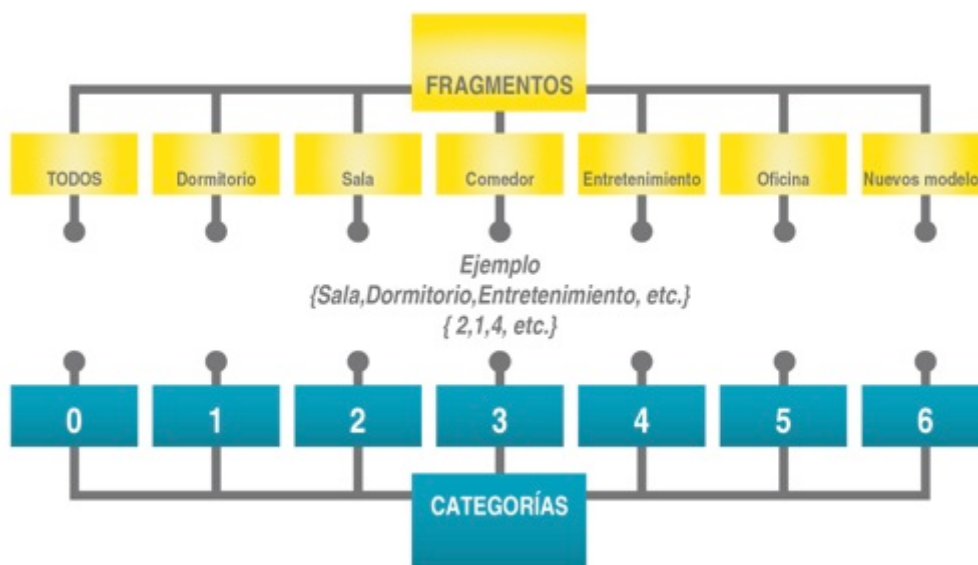 FRAGMENTOS
TODOS
Dormitorio
Sala
Comedor
Entretenimiento
Oficina
Nuevos modelo
Ejemplo
{Sala,Dormitorio,Entretenimiento, etc.}
{ 2,1,4, etc.}
0
1
2
3
4
5
6
CATEGORÍAS